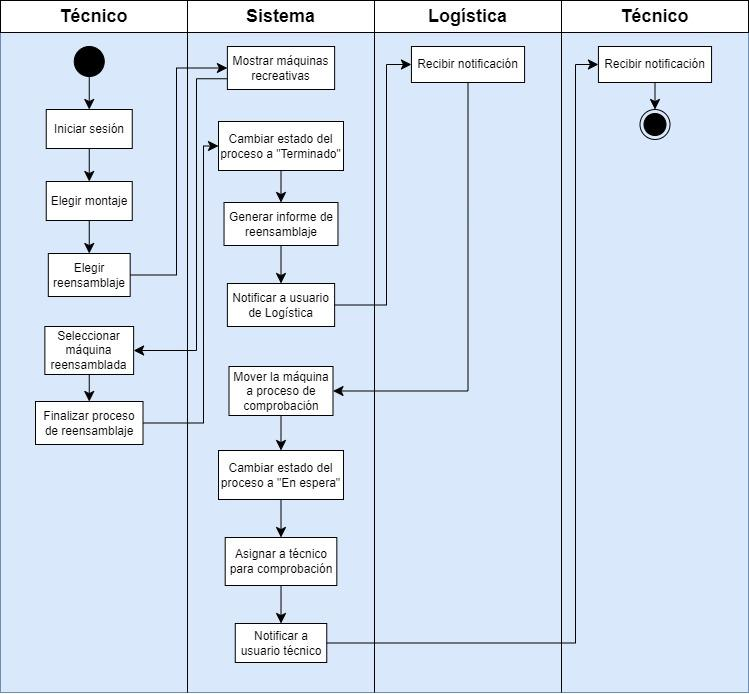 Técnico
Sistema
Logística
Técnico
Iniciar sesión
Elegir montaje
Elegir
reensamblaje
Mostrar máquinas
recreativas
Seleccionar
máquina
reensamblada
Finalizar proceso
de reensamblaje
Cambiar estado del
proceso a "Terminado"
Generar informe de
reensamblaje
Notificar a usuario
de Logística
Recibir notificación
Mover la máquina
a proceso de
comprobación
Cambiar estado del
proceso a "En espera"
Asignar a técnico
para comprobación
Notificar a
usuario técnico
Recibir notificación